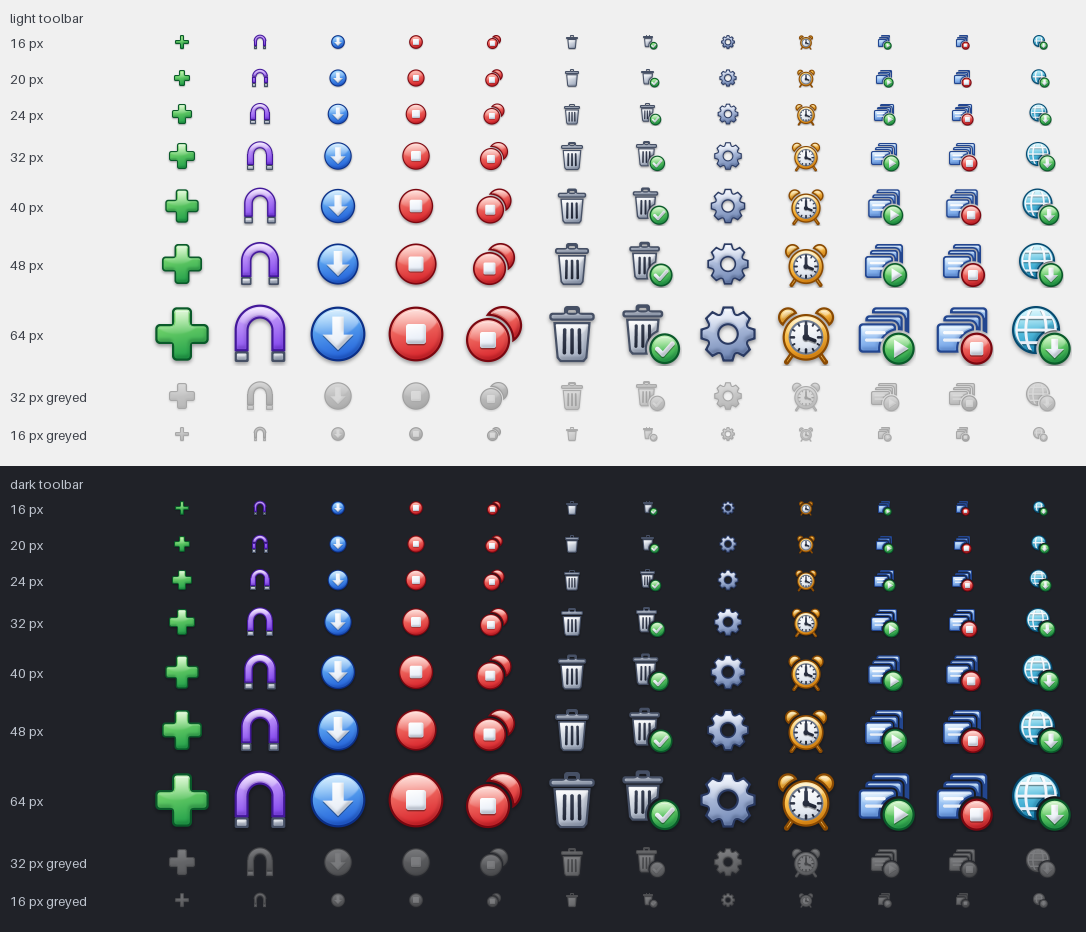 light toolbar
16 px
20 px
24 px
32 px
40 px
48 px
64 px
32 px greyed
16 px greyed
dark toolbar
16 px
20 px
24 px
32 px
40 px
48 px
64 px
32 px greyed
16 px greyed